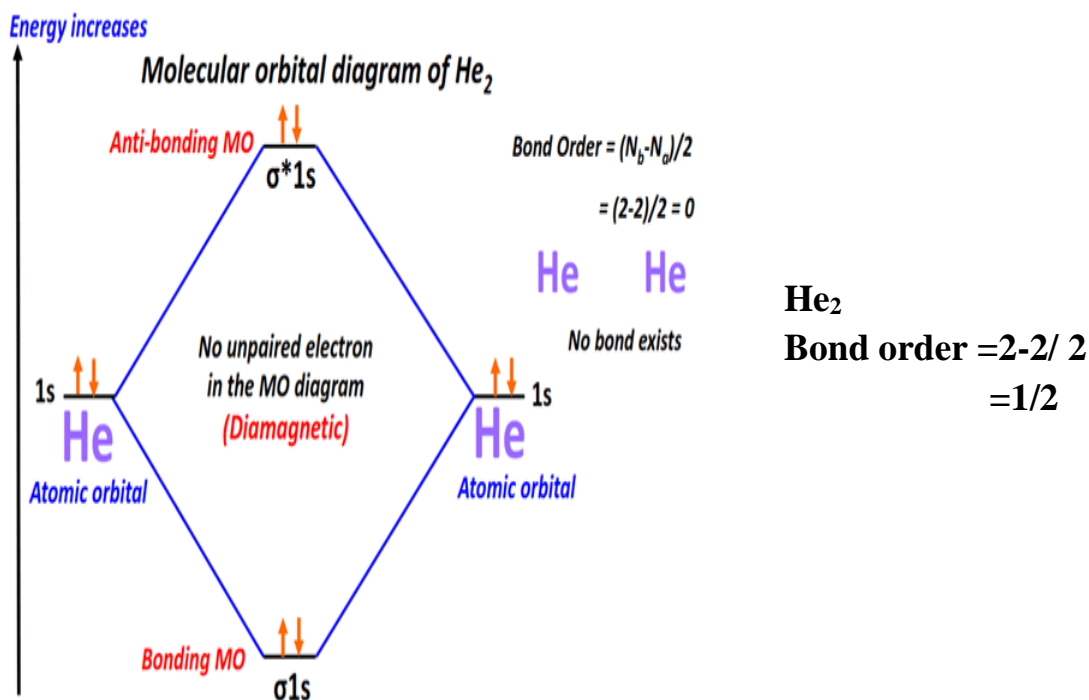 Energy increases
Molecular orbital diagram of He₂
Anti-bonding MO
σ*1s
Bond Order = (N_b-N_a)/2
= (2-2)/2 = 0
He He
No bond exists
No unpaired electron
in the MO diagram
(Diamagnetic)
1s
He
Atomic orbital
1s
He
Atomic orbital
Bonding MO
σ1s
He₂
Bond order =2-2/ 2
=1/2